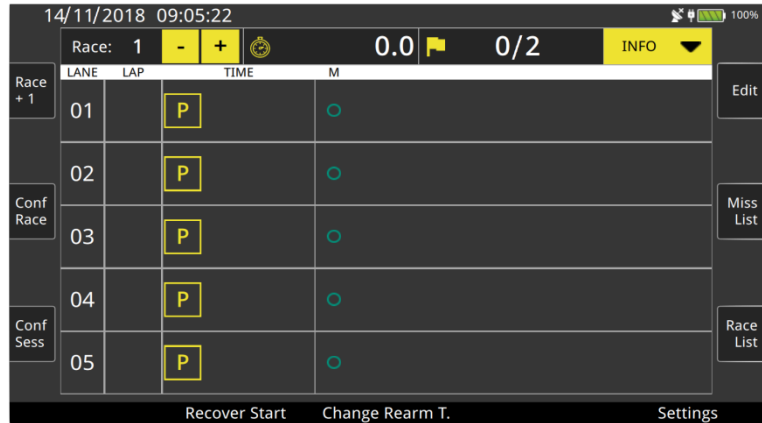 14/11/2018 09:05:22 100%
Race: 1 - + 0.0 0/2 INFO
LANE LAP TIME M
Race
+ 1
Conf
Race
Conf
Sess
01 P
02 P
03 P
04 P
05 P
Edit
Miss
List
Race
List
Recover Start Change Rearm T. Settings